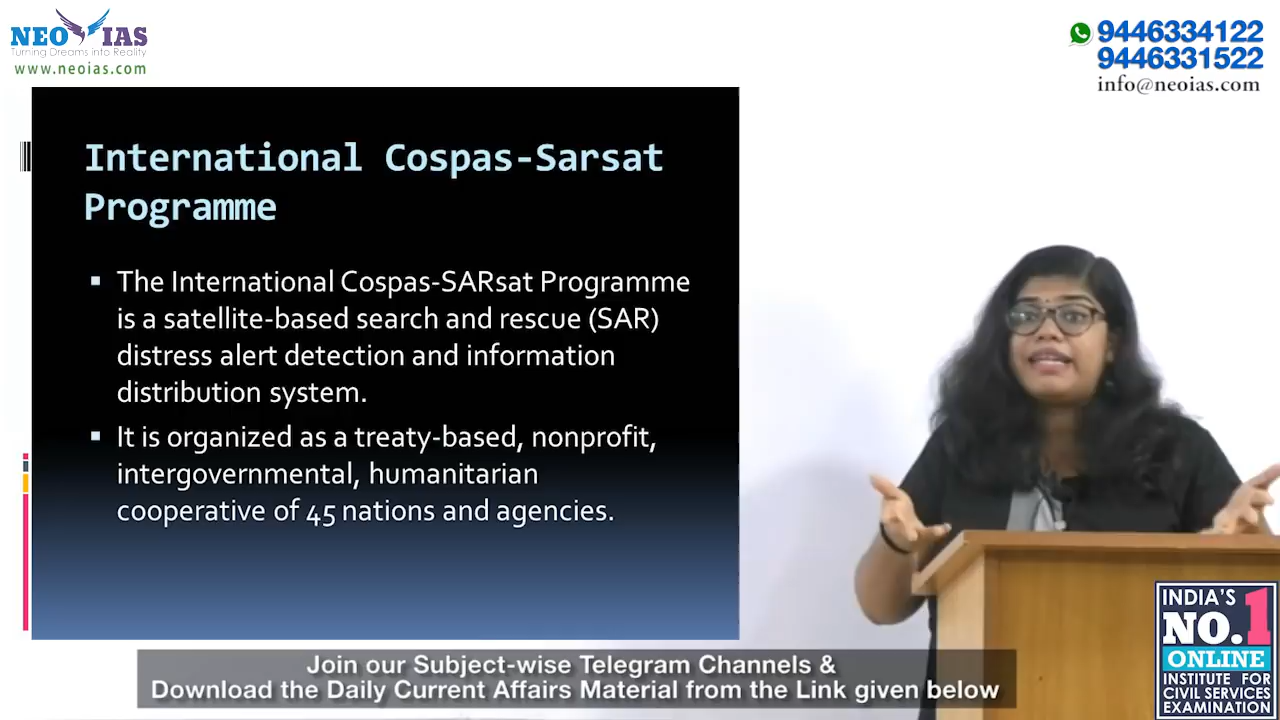 NEO IAS
Turning Dreams into Reality
www.neoias.com
9446334122
9446331522
info@neoias.com
International Cospas-Sarsat
Programme
The International Cospas-SARsat Programme
is a satellite-based search and rescue (SAR)
distress alert detection and information
distribution system.
It is organized as a treaty-based, nonprofit,
intergovernmental, humanitarian
cooperative of 45 nations and agencies.
INDIA'S
NO.1
ONLINE
INSTITUTE FOR
CIVIL SERVICES
EXAMINATION
Join our Subject-wise Telegram Channels &
Download the Daily Current Affairs Material from the Link given below